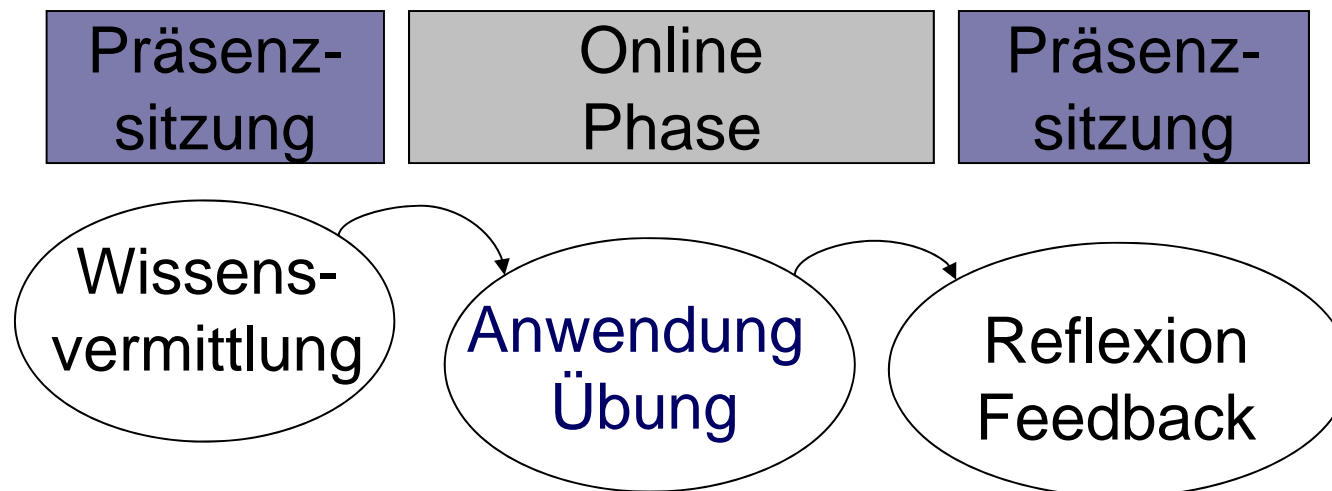 Präsenz-
sitzung
Online
Phase
Präsenz-
sitzung
Wissens-
vermittlung
Anwendung
Übung
Reflexion
Feedback